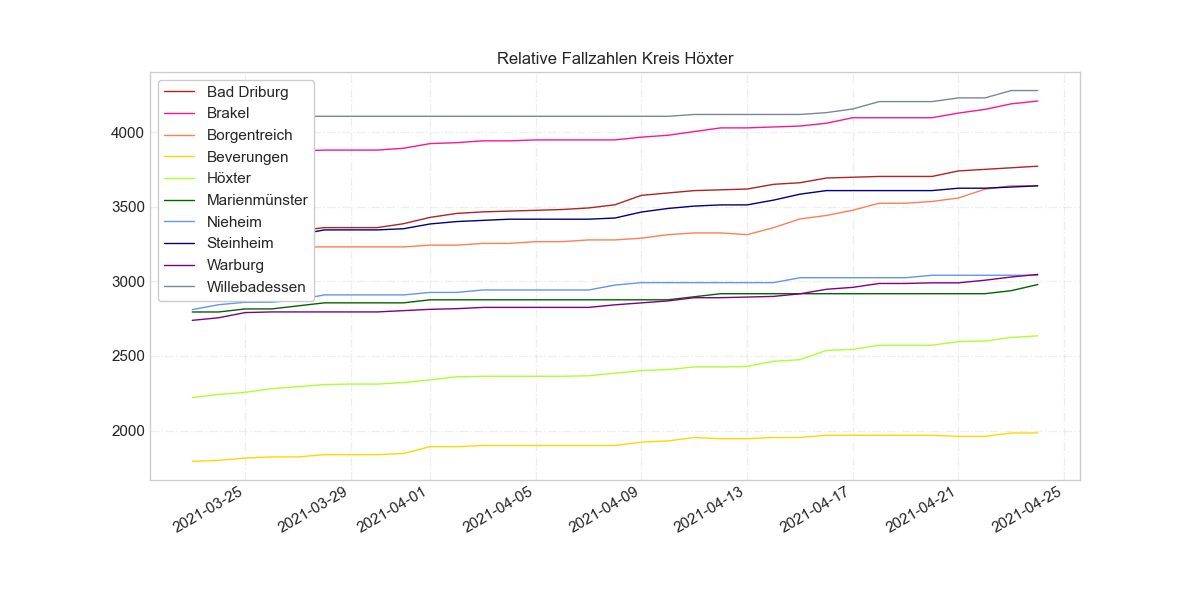 Relative Fallzahlen Kreis Höxter
Bad Driburg
Brakel
Borgentreich
Beverungen
Höxter
Marienmünster
Nieheim
Steinheim
Warburg
Willebadessen
4000
3500
3000
2500
2000
2021-03-25
2021-03-29
2021-04-01
2021-04-05
2021-04-09
2021-04-13
2021-04-17
2021-04-21
2021-04-25